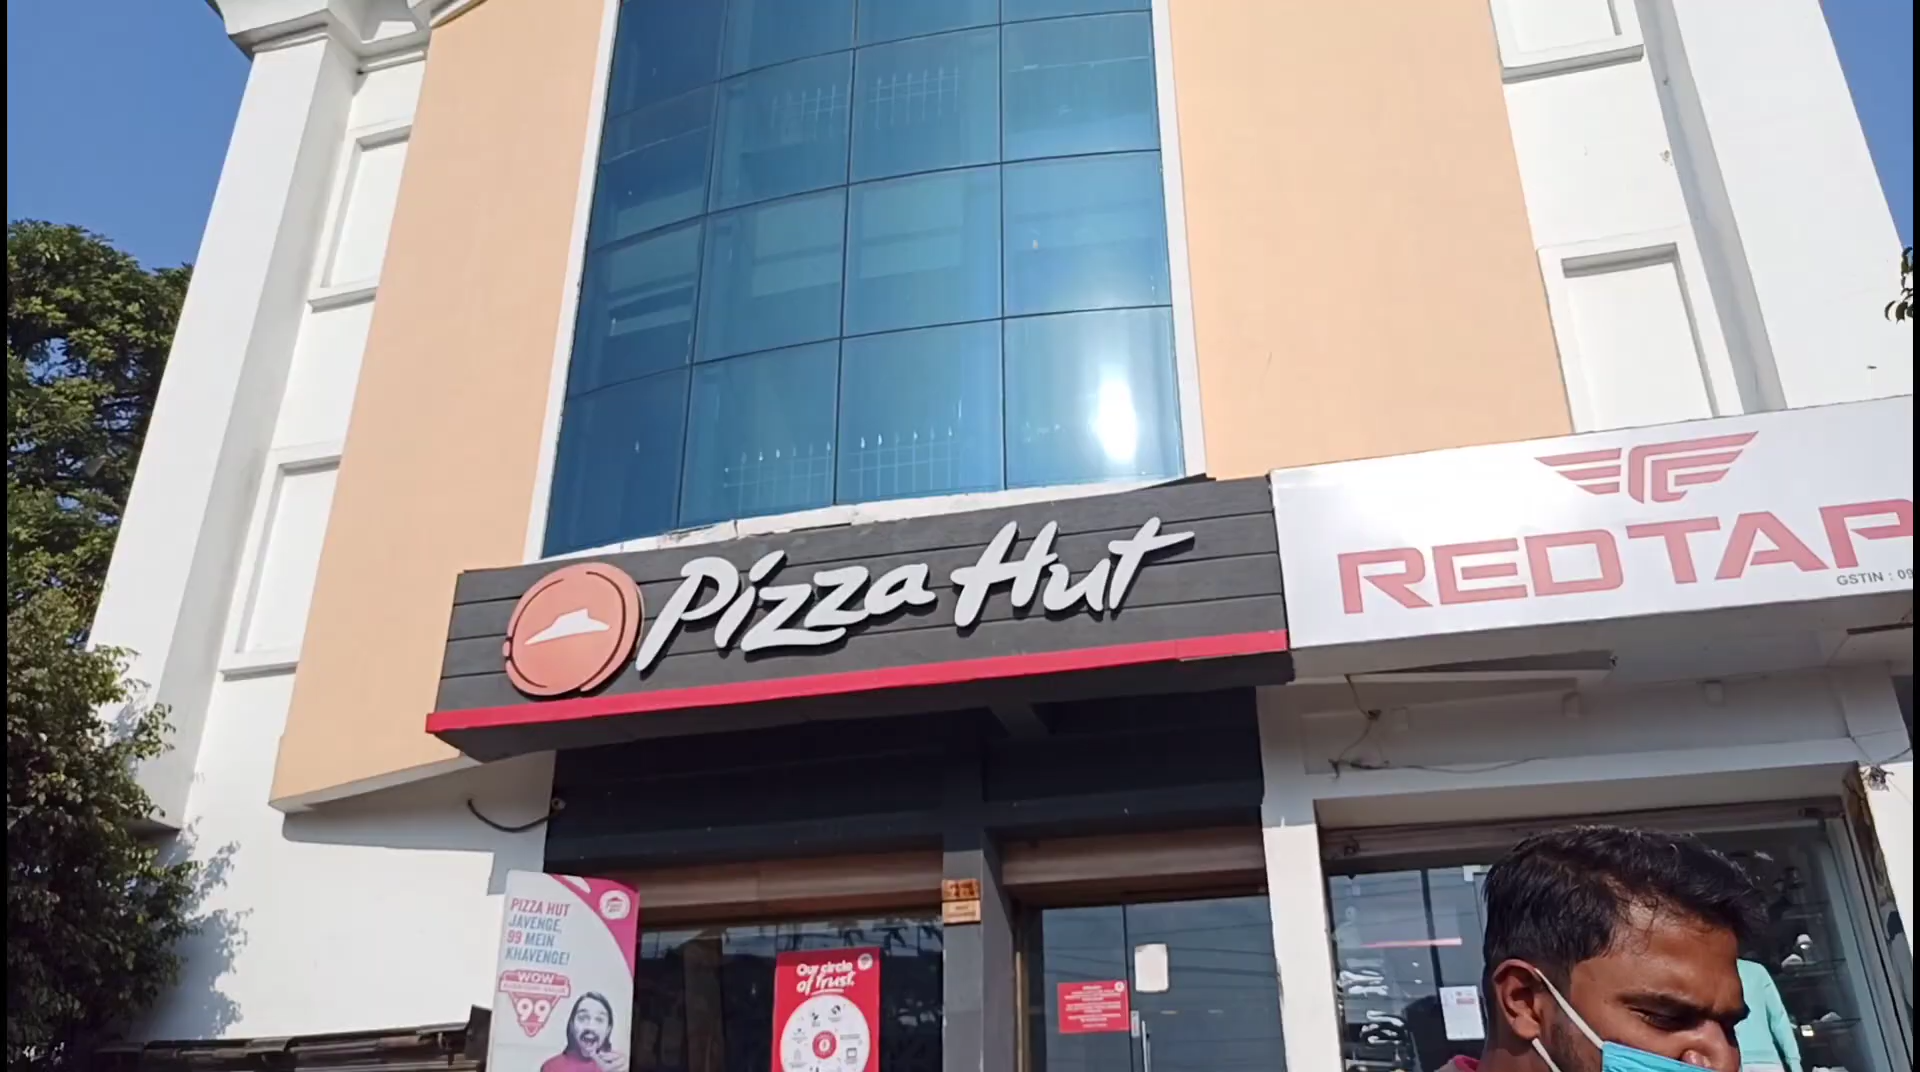 Pizza Hut
REDTAP
GSTIN : 09
PIZZA HUT
JAVENGE,
99 MEIN
KHAVENGE!
WOW
99
Our circle
of trust.